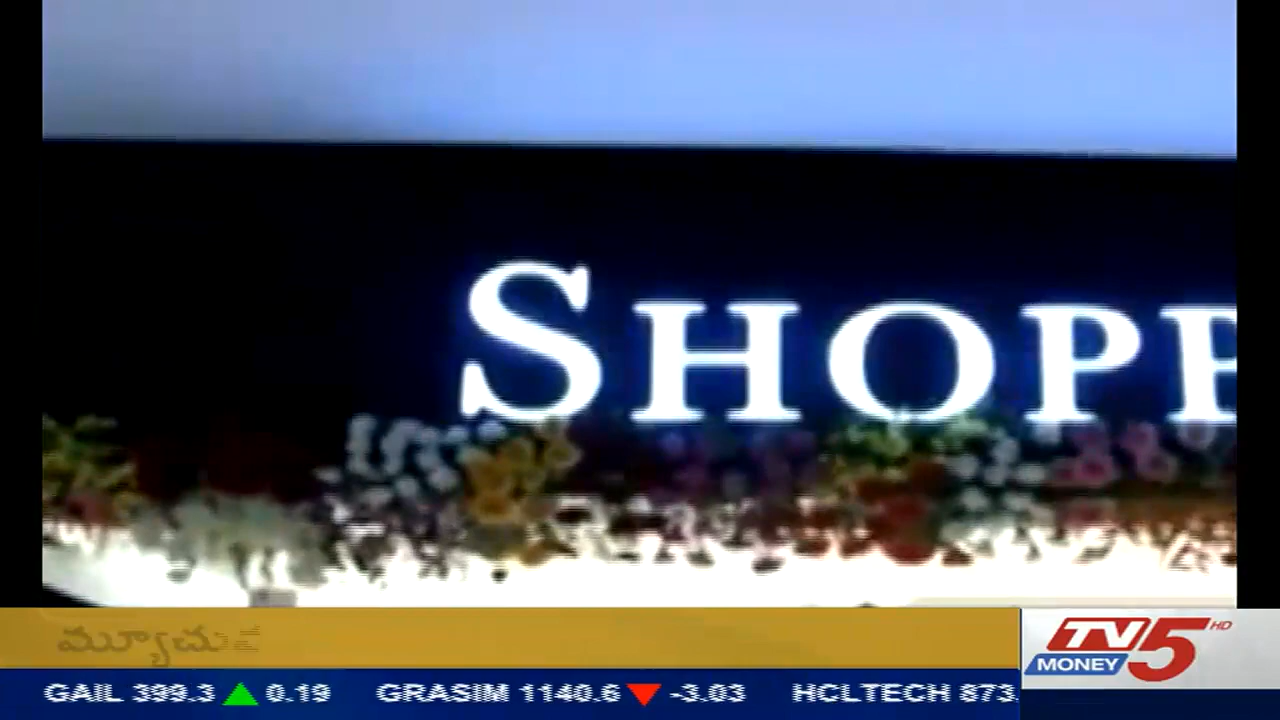 SHOPP
మ్యూచు
TV5 HD
MONEY
GAIL 399.3 ▲ 0.19 GRASIM 1140.6 ▼ -3.03 HCLTECH 873